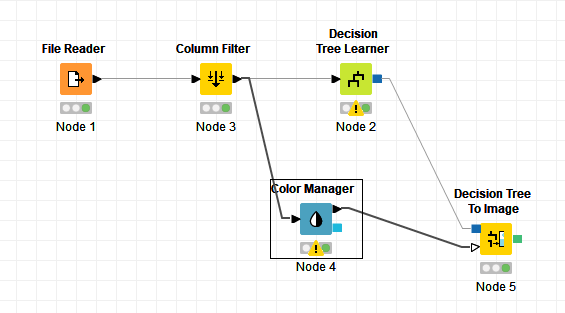 File Reader
Node 1
Column Filter
Node 3
Decision
Tree Learner
Node 2
Color Manager
Node 4
Decision Tree
To Image
Node 5